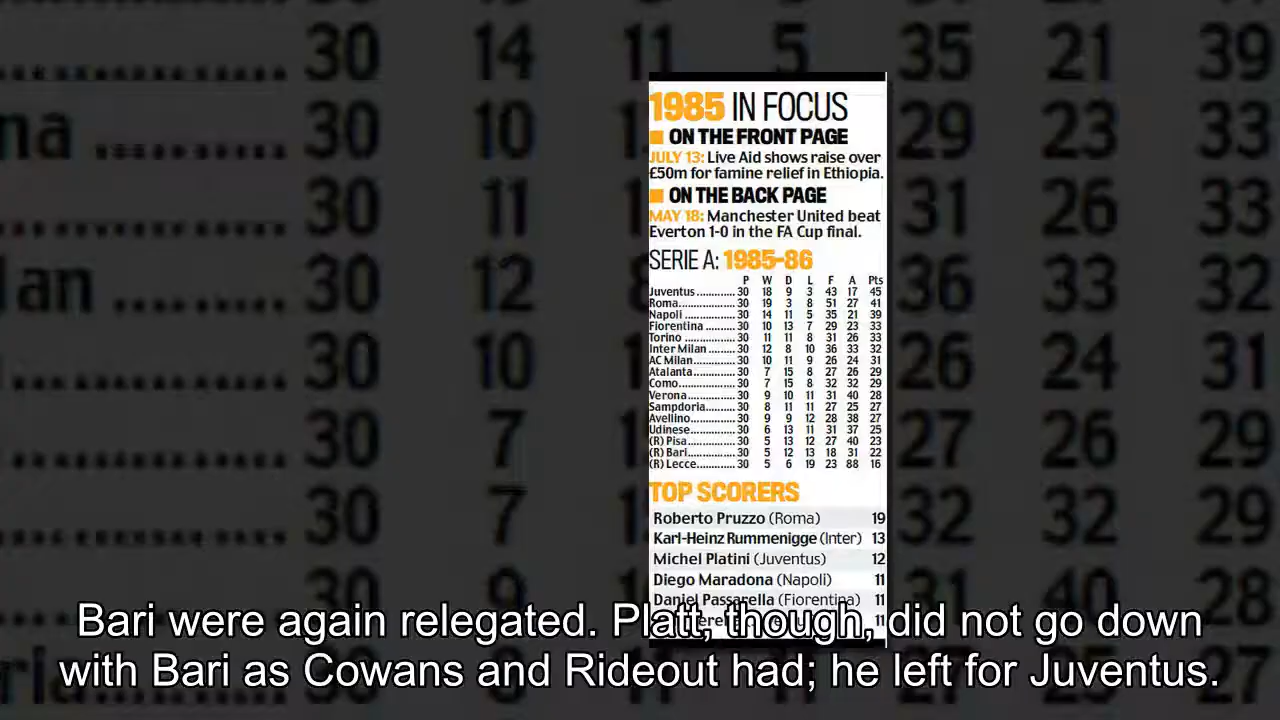 1985 IN FOCUS
ON THE FRONT PAGE
JULY 13: Live Aid shows raise over
£50m for famine relief in Ethiopia.
ON THE BACK PAGE
MAY 18: Manchester United beat
Everton 1-0 in the FA Cup final.
SERIE A: 1985-86
P W D L F A Pts
Juventus............ 30 18 9 3 43 17 45
Roma................ 30 19 3 8 51 27 41
Napoli .............. 30 14 11 5 35 21 39
Fiorentina ......... 30 10 13 7 29 23 33
Torino .............. 30 11 11 8 31 26 33
Inter Milan ........ 30 12 8 10 36 33 32
AC Milan............ 30 10 11 9 26 24 31
Atalanta............ 30 7 15 8 27 26 29
Como................ 30 7 15 8 32 32 29
Verona.............. 30 9 10 11 31 40 28
Sampdoria......... 30 8 11 11 27 25 27
Avellino............. 30 9 9 12 28 38 27
Udinese............. 30 6 13 11 31 37 25
(R) Pisa............. 30 5 13 12 27 40 23
(R) Bari............. 30 5 12 13 18 31 22
(R) Lecce........... 30 5 6 19 23 88 16
TOP SCORERS
Roberto Pruzzo (Roma) 19
Karl-Heinz Rummenigge (Inter) 13
Michel Platini (Juventus) 12
Diego Maradona (Napoli) 11
Daniel Passarella (Fiorentina) 11
11
Bari were again relegated. Platt, though, did not go down
with Bari as Cowans and Rideout had; he left for Juventus.